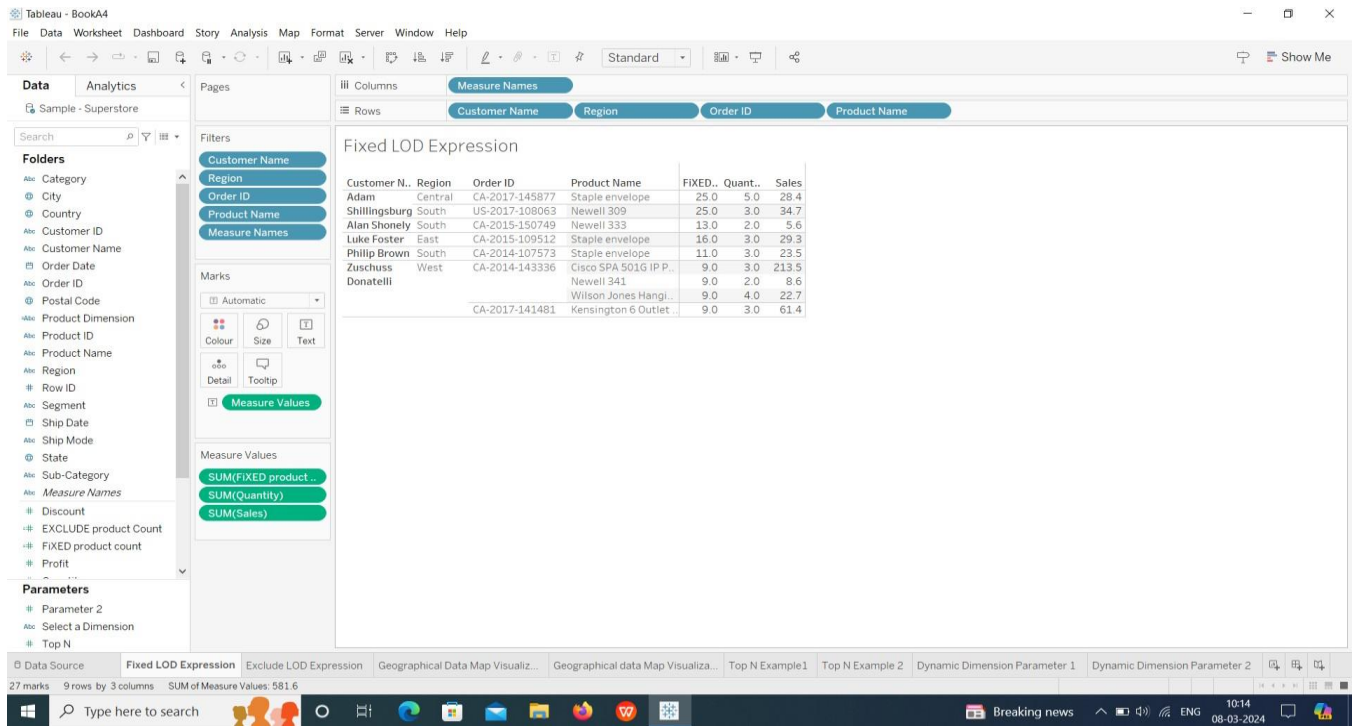 Tableau - BookA4
File Data Worksheet Dashboard Story Analysis Map Format Server Window Help
Standard
Show Me
Data Analytics
Sample - Superstore
Search
Folders
Abc Category
City
Country
Abc Customer ID
Abc Customer Name
Order Date
Abc Order ID
Postal Code
Product Dimension
Abc Product ID
Abc Product Name
Abc Region
# Row ID
Abc Segment
Ship Date
Abc Ship Mode
State
Abc Sub-Category
Abc Measure Names
# Discount
=# EXCLUDE product Count
=# FiXED product count
# Profit
Parameters
# Parameter 2
Abc Select a Dimension
# Top N
Pages
Filters
Customer Name
Region
Order ID
Product Name
Measure Names
Marks
Automatic
Colour Size Text
Detail Tooltip
Measure Values
Measure Values
SUM(FiXED product ..
SUM(Quantity)
SUM(Sales)
Columns Measure Names
Rows Customer Name Region Order ID Product Name
Fixed LOD Expression
Customer N.. Region Order ID Product Name FiXED.. Quant.. Sales
Adam Central CA-2017-145877 Staple envelope 25.0 5.0 28.4
Shillingsburg South US-2017-108063 Newell 309 25.0 3.0 34.7
Alan Shonely South CA-2015-150749 Newell 333 13.0 2.0 5.6
Luke Foster East CA-2015-109512 Staple envelope 16.0 3.0 29.3
Philip Brown South CA-2014-107573 Staple envelope 11.0 3.0 23.5
Zuschuss West CA-2014-143336 Cisco SPA 501G IP P.. 9.0 3.0 213.5
Donatelli Newell 341 9.0 2.0 8.6
Wilson Jones Hangi.. 9.0 4.0 22.7
CA-2017-141481 Kensington 6 Outlet .. 9.0 3.0 61.4
Data Source Fixed LOD Expression Exclude LOD Expression Geographical Data Map Visualiz... Geographical data Map Visualiza... Top N Example1 Top N Example 2 Dynamic Dimension Parameter 1 Dynamic Dimension Parameter 2
27 marks 9 rows by 3 columns SUM of Measure Values: 581.6
Type here to search
Breaking news
ENG
10:14
08-03-2024